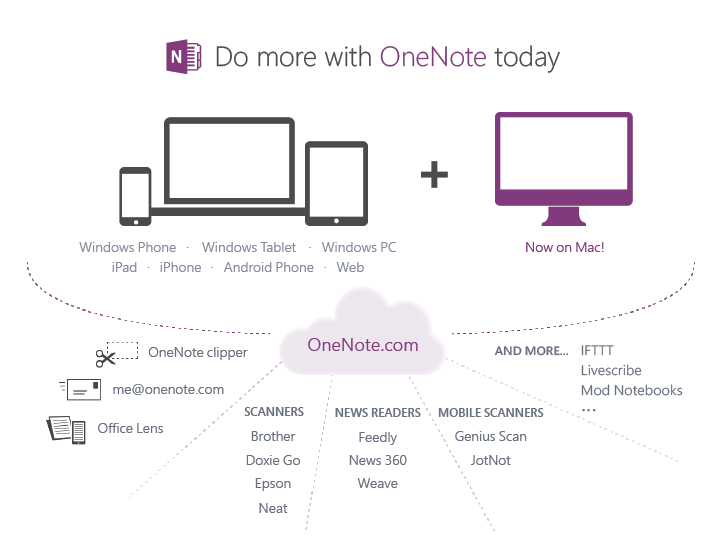 N
Do more with OneNote today
Windows Phone · Windows Tablet · Windows PC
iPad · iPhone · Android Phone · Web
+
Now on Mac!
OneNote.com
OneNote clipper
me@onenote.com
Office Lens
SCANNERS
Brother
Doxie Go
Epson
Neat
NEWS READERS
Feedly
News 360
Weave
MOBILE SCANNERS
Genius Scan
JotNot
AND MORE... IFTTT
Livescribe
Mod Notebooks
...